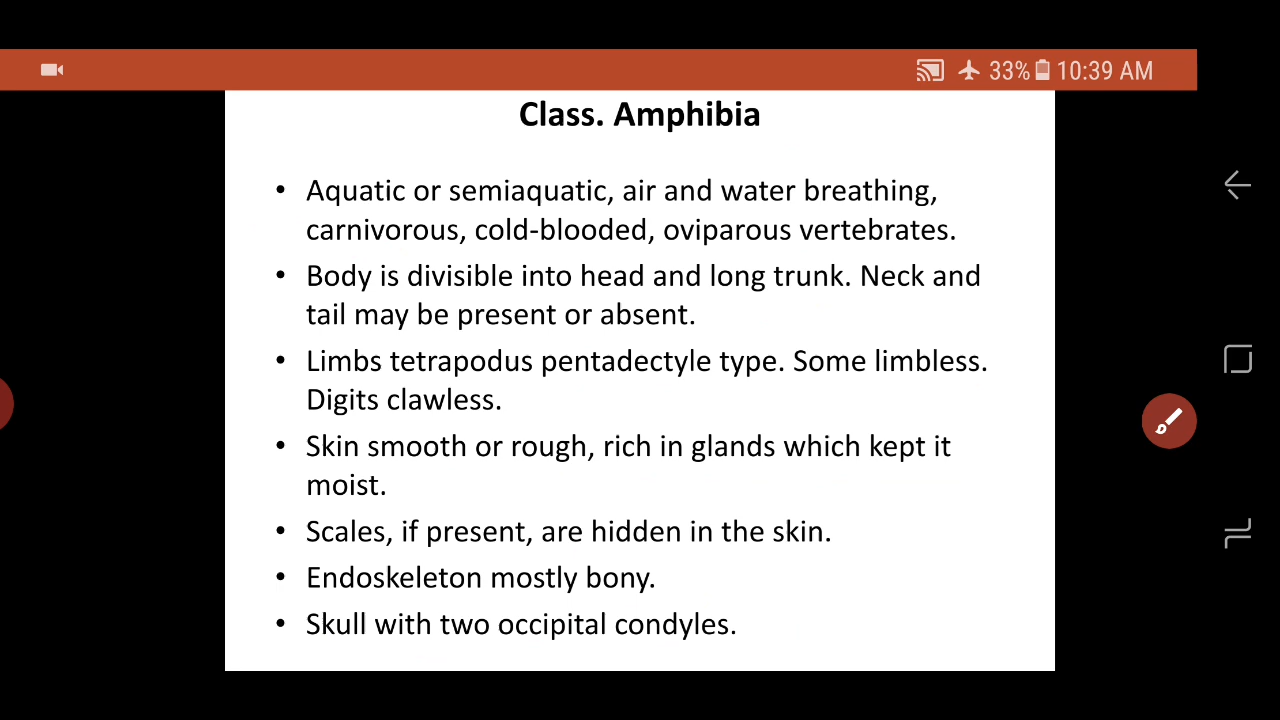 33% 10:39 AM
Class. Amphibia
• Aquatic or semiaquatic, air and water breathing,
carnivorous, cold-blooded, oviparous vertebrates.
• Body is divisible into head and long trunk. Neck and
tail may be present or absent.
• Limbs tetrapodus pentadectyle type. Some limbless.
Digits clawless.
• Skin smooth or rough, rich in glands which kept it
moist.
• Scales, if present, are hidden in the skin.
• Endoskeleton mostly bony.
• Skull with two occipital condyles.